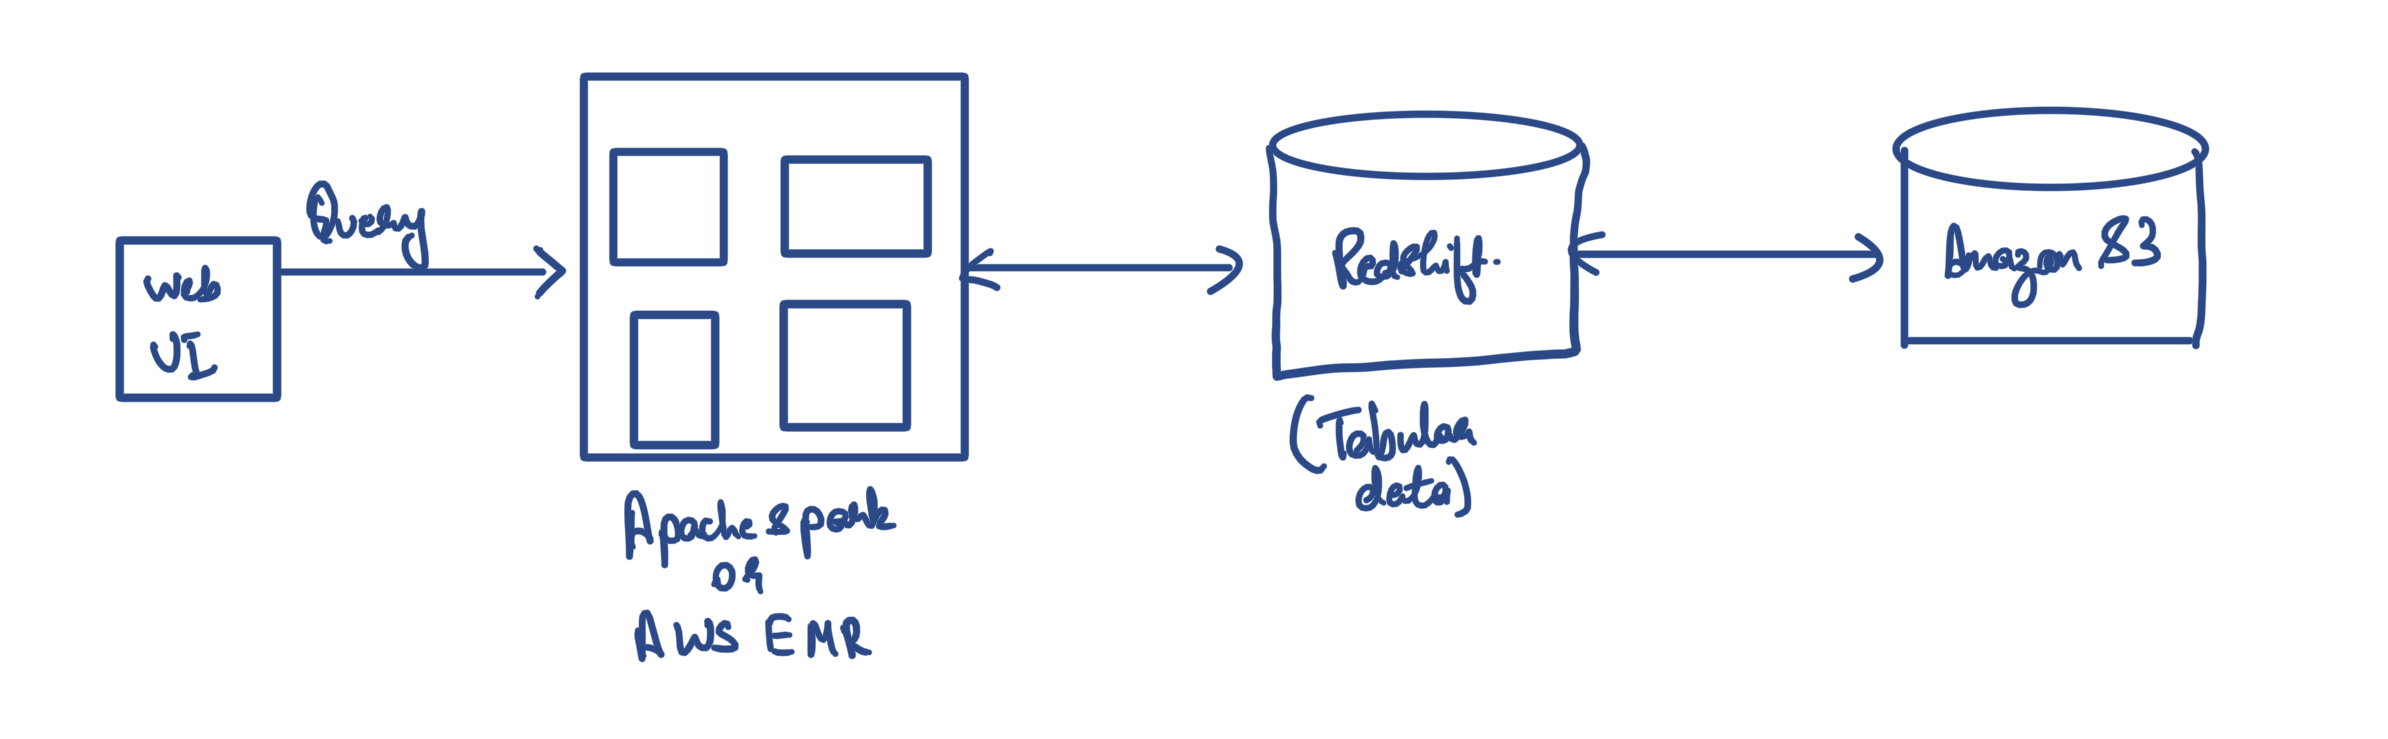 Web
UI
Query
Apache Spark
or
AWS EMR
Redshift
(Tabular
data)
Amazon S3